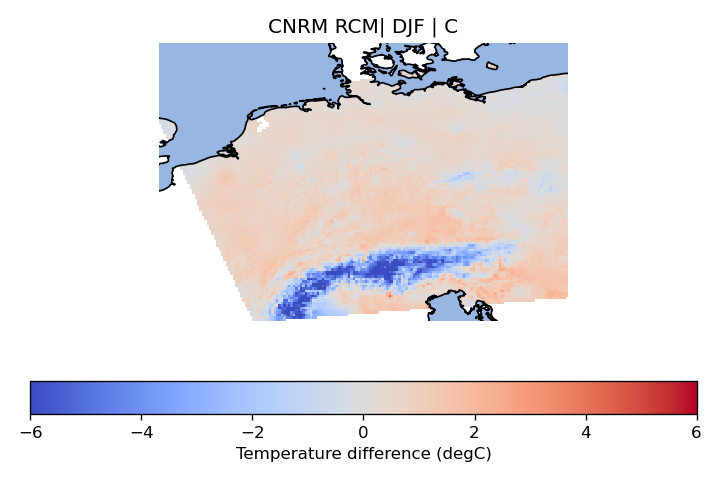 CNRM RCM| DJF | C
−6 −4 −2 0 2 4 6
Temperature difference (degC)